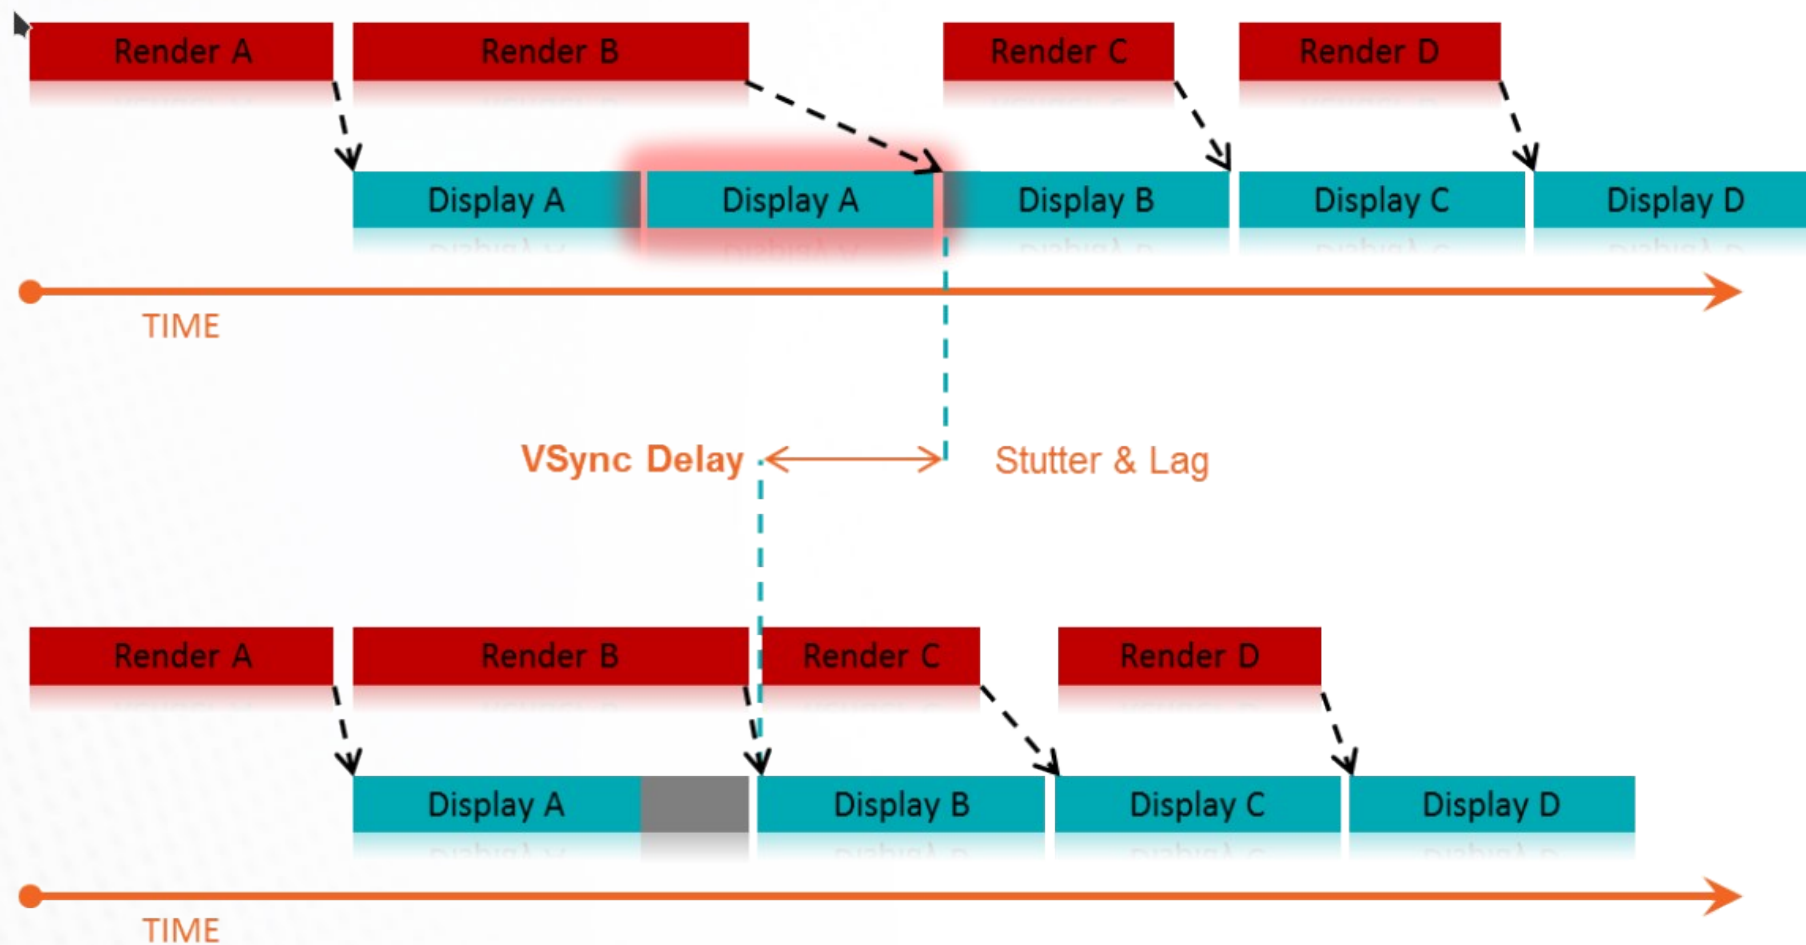 Render A
Render B
Render C
Render D
Display A
Display A
Display B
Display C
Display D
TIME
VSync Delay
Stutter & Lag
Render A
Render B
Render C
Render D
Display A
Display B
Display C
Display D
TIME